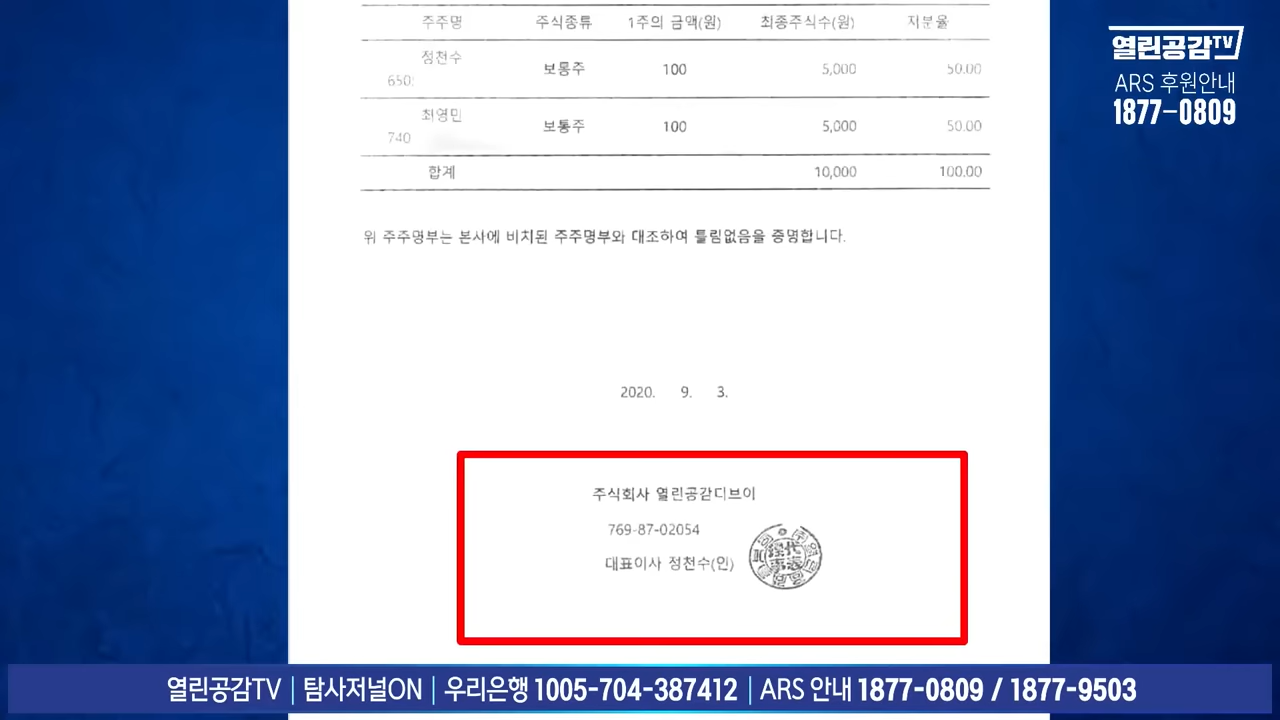 주주명 주식종류 1주의 금액(원) 최종주식수(원) 지분율
정천수
650: 보통주 100 5,000 50.00
최영민
740 보통주 100 5,000 50.00
합계 10,000 100.00
위 주주명부는 본사에 비치된 주주명부와 대조하여 틀림없음을 증명합니다.
2020. 9. 3.
주식회사 열린공감티브이
769-87-02054
대표이사 정천수(인)
열린공감TV
ARS 후원안내
1877-0809
열린공감TV | 탐사저널ON | 우리은행 1005-704-387412 | ARS 안내 1877-0809 / 1877-9503